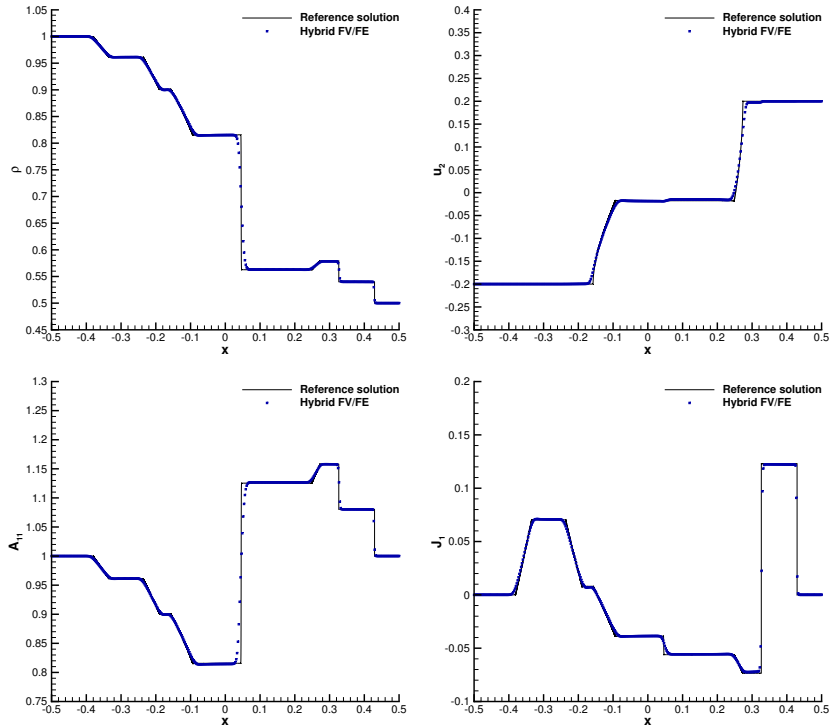 Reference solution
Hybrid FV/FE
1.05
1
0.95
0.9
0.85
0.8
0.75
0.7
0.65
0.6
0.55
0.5
0.45
ρ
-0.5 -0.4 -0.3 -0.2 -0.1 0 0.1 0.2 0.3 0.4 0.5
x
Reference solution
Hybrid FV/FE
0.4
0.35
0.3
0.25
0.2
0.15
0.1
0.05
0
-0.05
-0.1
-0.15
-0.2
-0.25
-0.3
u₂
-0.5 -0.4 -0.3 -0.2 -0.1 0 0.1 0.2 0.3 0.4 0.5
x
Reference solution
Hybrid FV/FE
1.3
1.25
1.2
1.15
1.1
1.05
1
0.95
0.9
0.85
0.8
0.75
A₁₁
-0.5 -0.4 -0.3 -0.2 -0.1 0 0.1 0.2 0.3 0.4 0.5
x
Reference solution
Hybrid FV/FE
0.2
0.15
0.1
0.05
0
-0.05
-0.1
J₁
-0.5 -0.4 -0.3 -0.2 -0.1 0 0.1 0.2 0.3 0.4 0.5
x